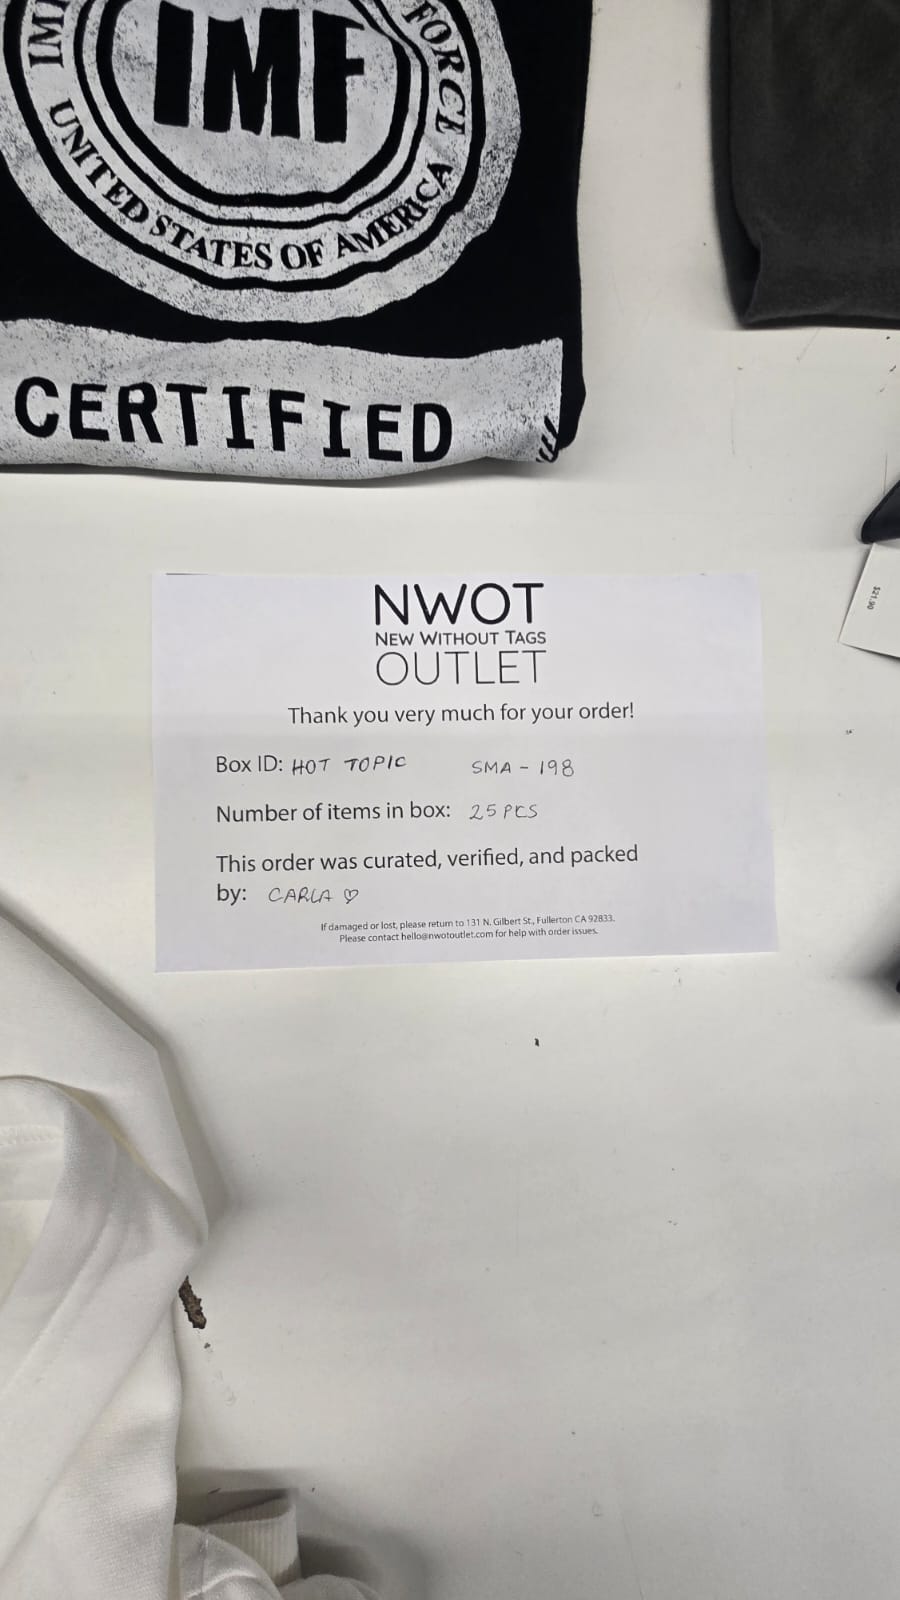 IMF
FORCE
UNITED STATES OF AMERICA
CERTIFIED
$21.90
NWOT
NEW WITHOUT TAGS
OUTLET
Thank you very much for your order!
Box ID: HOT TOPIC SMA - 198
Number of items in box: 25 PCS
This order was curated, verified, and packed
by: CARLA ♡
If damaged or lost, please return to 131 N. Gilbert St., Fullerton CA 92833.
Please contact hello@nwotoutlet.com for help with order issues.